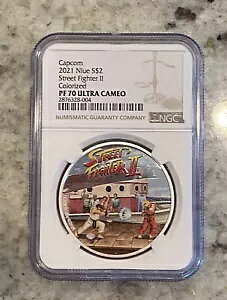 Capcom
2021 Niue S$2
Street Fighter II
Colorized
PF 70 ULTRA CAMEO
2876328-004
NUMISMATIC GUARANTY COMPANY
NGC
STREET
FIGHTER II